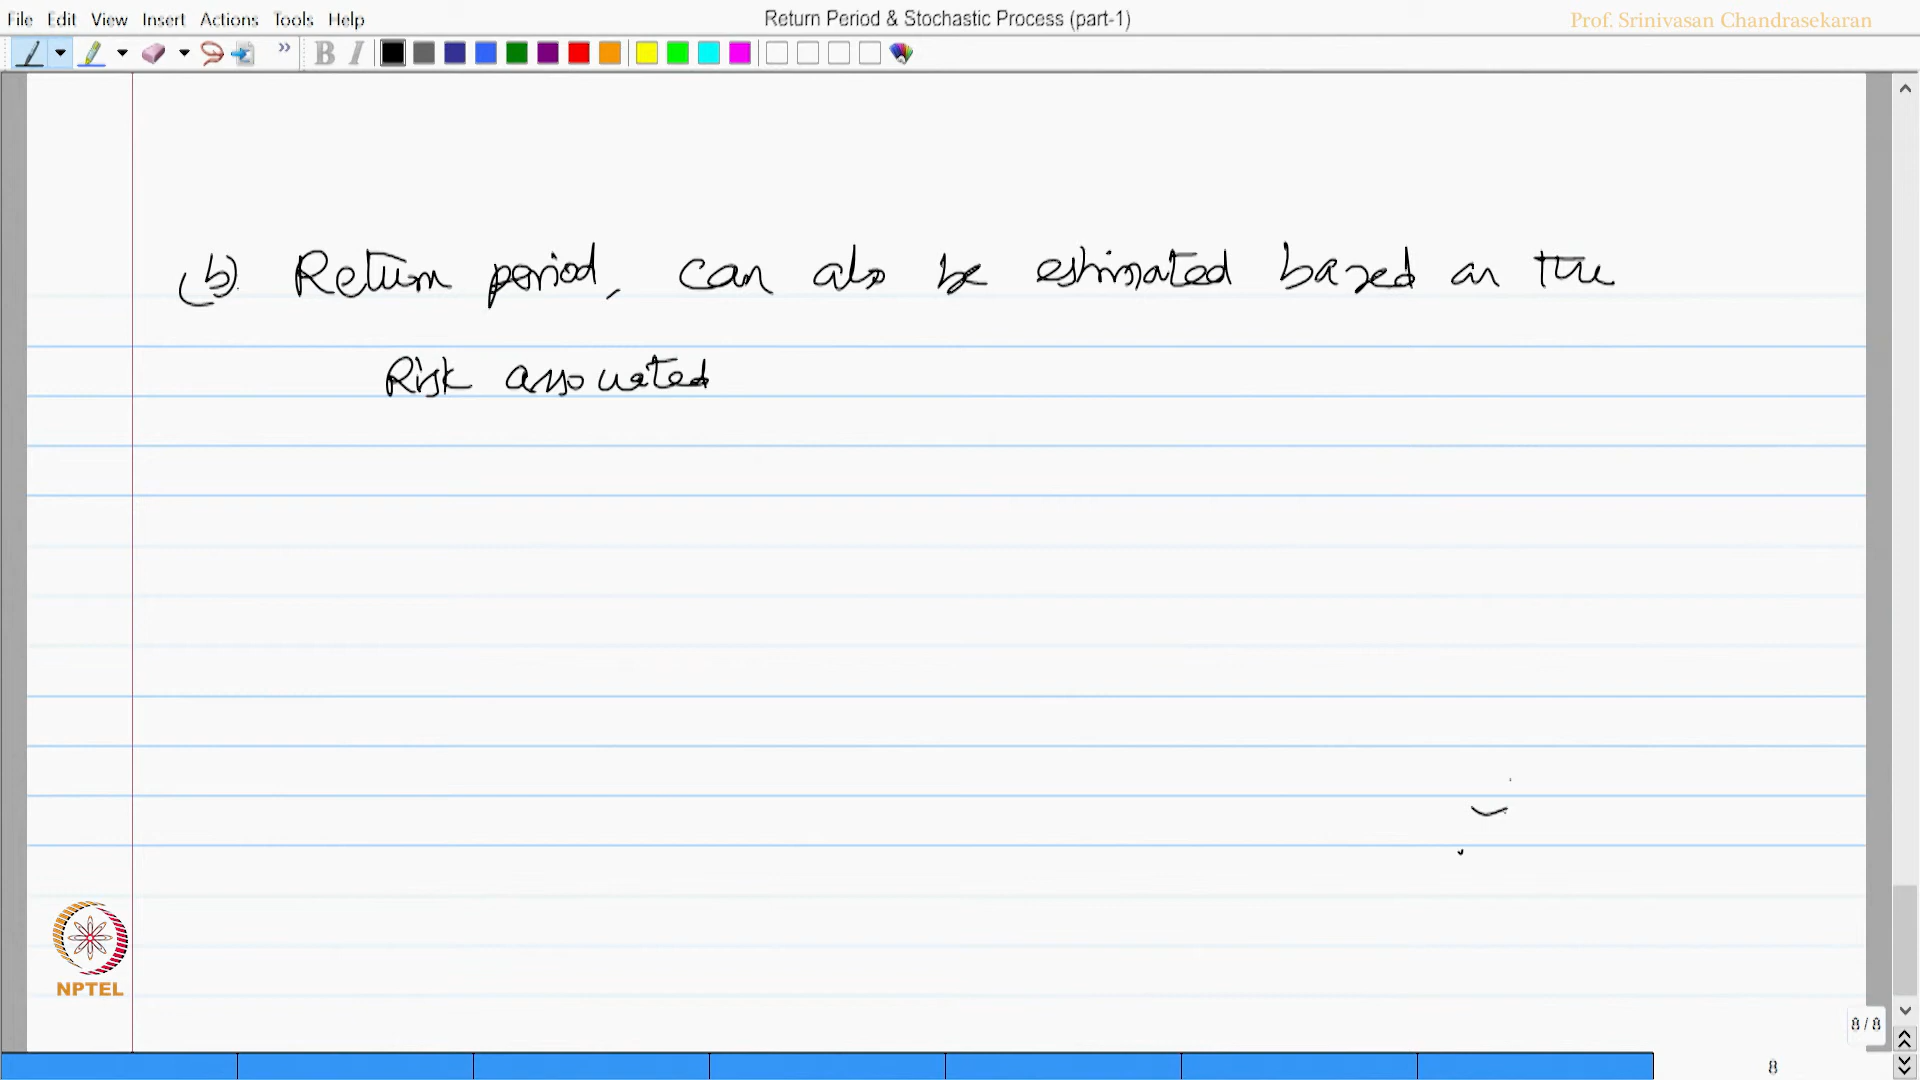 File Edit View Insert Actions Tools Help
Return Period & Stochastic Process (part-1)
Prof. Srinivasan Chandrasekaran
B I
(b) Return period, can also be estimated based on the
Risk associated
NPTEL
8 / 8
8